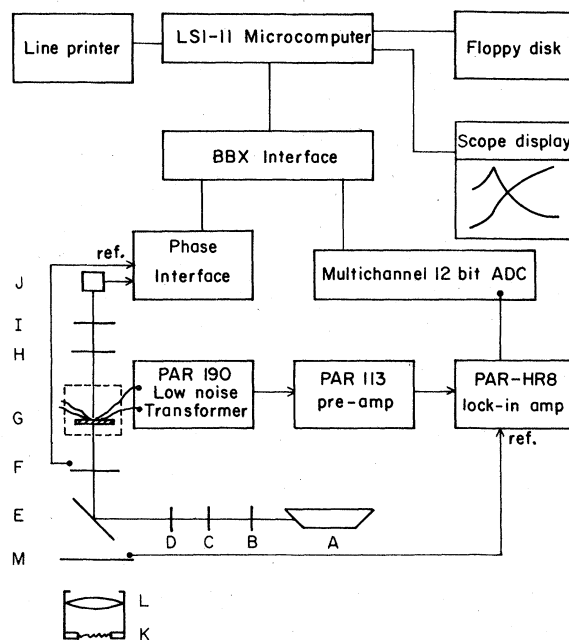 Line printer
LSI-11 Microcomputer
Floppy disk
BBX Interface
Scope display
ref.
Phase
Interface
Multichannel 12 bit ADC
J
I
H
G
F
E
M
PAR 190
Low noise
Transformer
PAR 113
pre-amp
PAR-HR8
lock-in amp
ref.
D
C
B
A
L
K